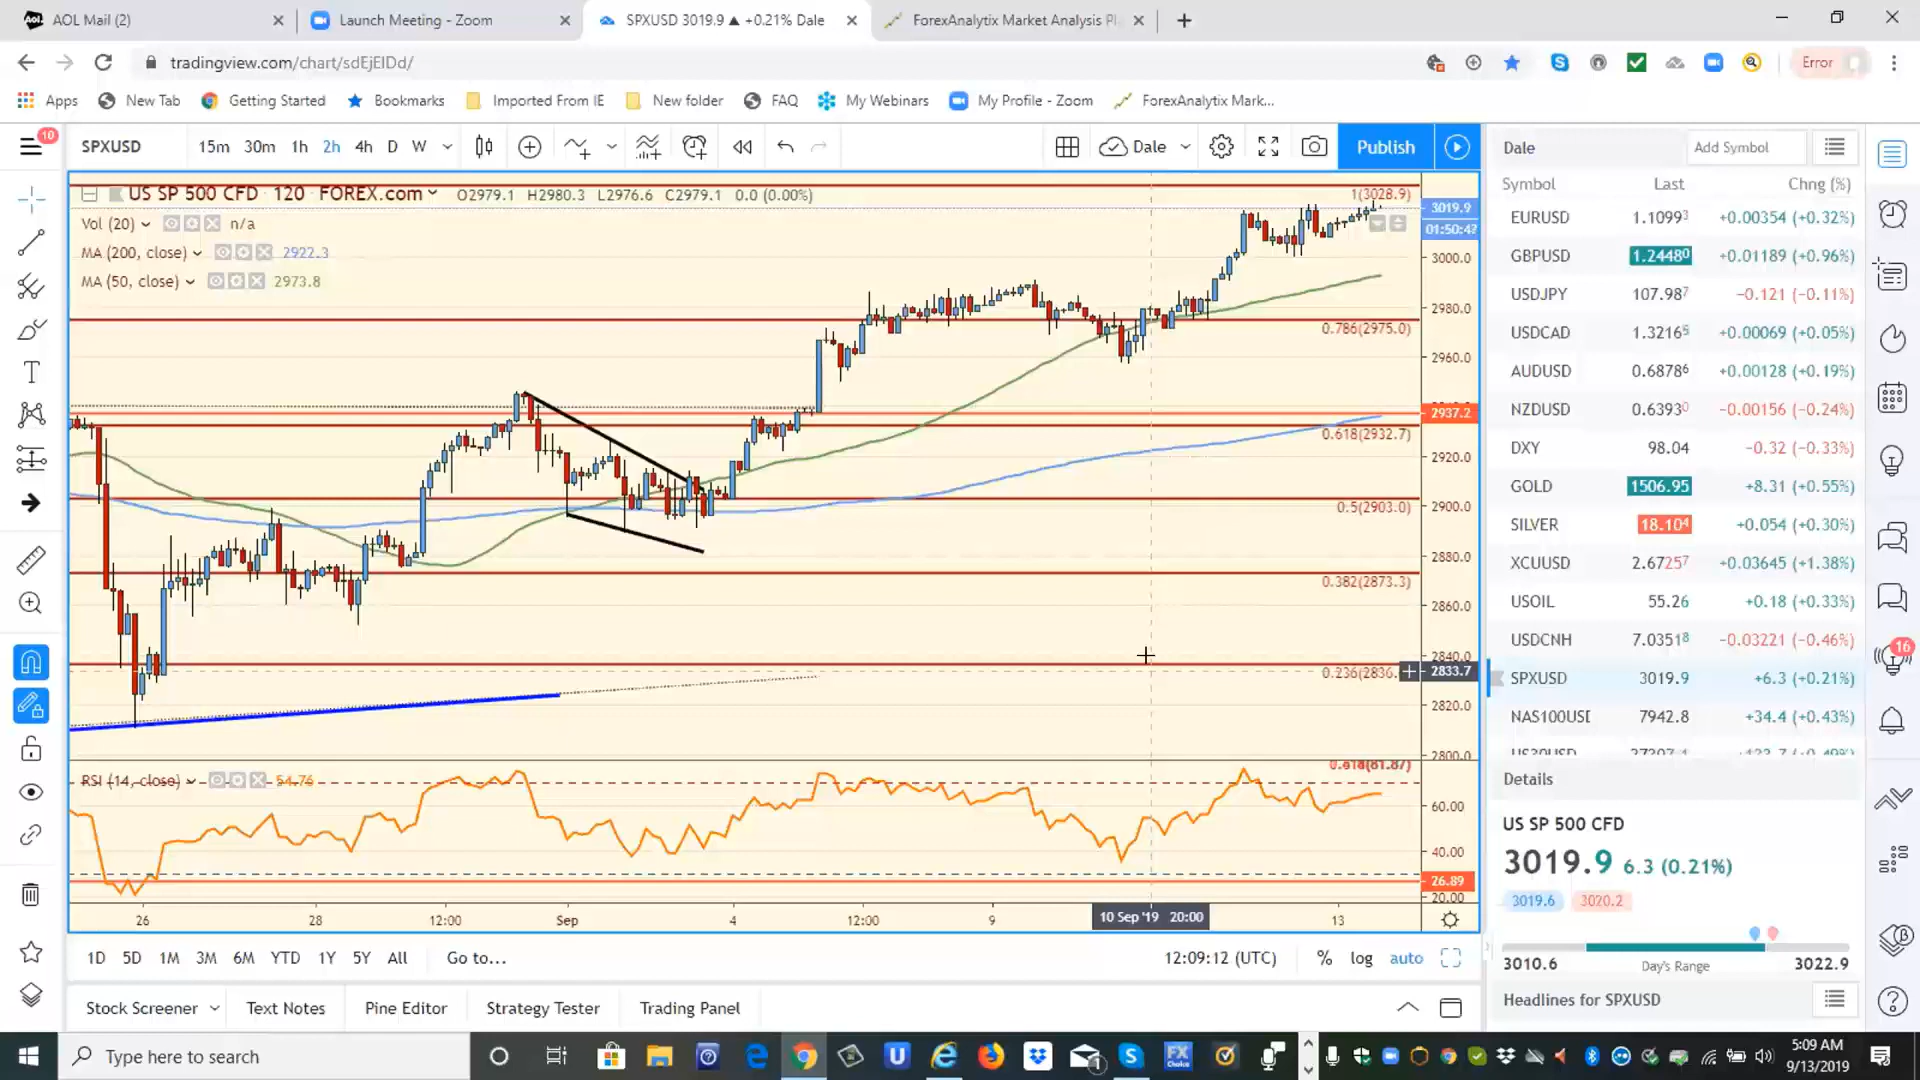 AOL Mail (2)
Launch Meeting - Zoom
SPXUSD 3019.9 ▲ +0.21% Dale
ForexAnalytix Market Analysis Pl
tradingview.com/chart/sdEjEIDd/
Error
Apps
New Tab
Getting Started
Bookmarks
Imported From IE
New folder
FAQ
My Webinars
My Profile - Zoom
ForexAnalytix Mark...
10
SPXUSD
15m 30m 1h 2h 4h D W
Dale
Publish
US SP 500 CFD · 120 · FOREX.com
O2979.1 H2980.3 L2976.6 C2979.1 0.0 (0.00%)
Vol (20) n/a
MA (200, close) 2922.3
MA (50, close) 2973.8
1(3028.9)
0.786(2975.0)
0.618(2932.7)
0.5(2903.0)
0.382(2873.3)
0.236(2836.
3019.9
01:50:47
3000.0
2980.0
2960.0
2937.2
2920.0
2900.0
2880.0
2860.0
2840.0
2833.7
2820.0
2800.0
RSI (14, close) 54.76
60.00
40.00
26.89
20.00
26 28 12:00 Sep 4 12:00 9 10 Sep '19 20:00 13
1D 5D 1M 3M 6M YTD 1Y 5Y All Go to...
12:09:12 (UTC) % log auto
Stock Screener Text Notes Pine Editor Strategy Tester Trading Panel
Dale
Add Symbol
Symbol Last Chng (%)
EURUSD 1.10993 +0.00354 (+0.32%)
GBPUSD 1.24480 +0.01189 (+0.96%)
USDJPY 107.987 −0.121 (−0.11%)
USDCAD 1.32165 +0.00069 (+0.05%)
AUDUSD 0.68786 +0.00128 (+0.19%)
NZDUSD 0.63930 −0.00156 (−0.24%)
DXY 98.04 −0.32 (−0.33%)
GOLD 1506.95 +8.31 (+0.55%)
SILVER 18.104 +0.054 (+0.30%)
XCUUSD 2.67257 +0.03645 (+1.38%)
USOIL 55.26 +0.18 (+0.33%)
USDCNH 7.03518 −0.03221 (−0.46%)
SPXUSD 3019.9 +6.3 (+0.21%)
NAS100USD 7942.8 +34.4 (+0.43%)
Details
US SP 500 CFD
3019.9 6.3 (0.21%)
3019.6 3020.2
3010.6 Day's Range 3022.9
Headlines for SPXUSD
16
Type here to search
FX Choice
1
5:09 AM
9/13/2019